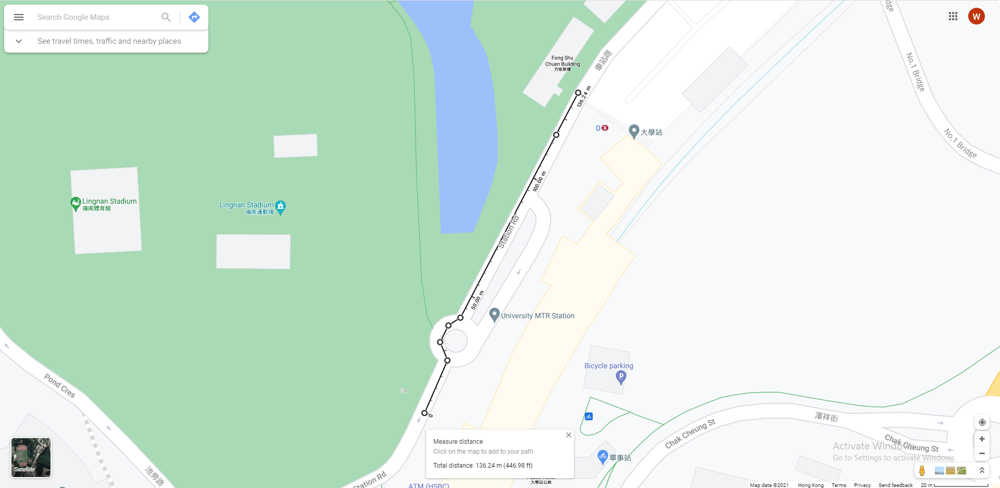 Search Google Maps
See travel times, traffic and nearby places
W
No.1 Bridge
No.1 Bridge
Fong Shu
Chuen Building
方樹泉樓
車站路
136.24 m
D
大學站
100.00 m
Lingnan Stadium
嶺南體育館
Lingnan Stadium
嶺南運動場
Station Rd
50.00 m
University MTR Station
Bicycle parking
P
Pond Cres
24
0
澤祥街
Chak Cheung St
Chak Cheung St
Measure distance
Click on the map to add to your path
Total distance: 136.24 m (446.98 ft)
Activate Windows
Go to Settings to activate Windows.
單車站
Satellite
池旁路
Station Rd
大學站公廁
ATM (HSBC)
Map data ©2021
Hong Kong
Terms
Privacy
Send feedback
20 m